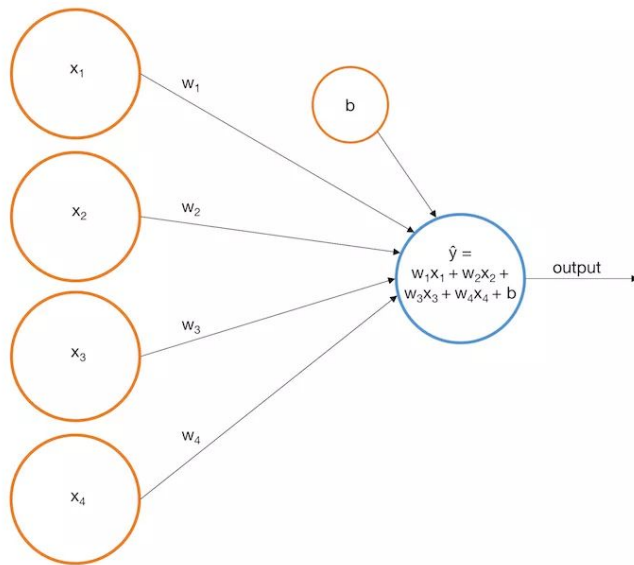 x₁
w₁
b
x₂
w₂
ŷ =
w₁x₁ + w₂x₂ +
w₃x₃ + w₄x₄ + b
output
x₃
w₃
w₄
x₄